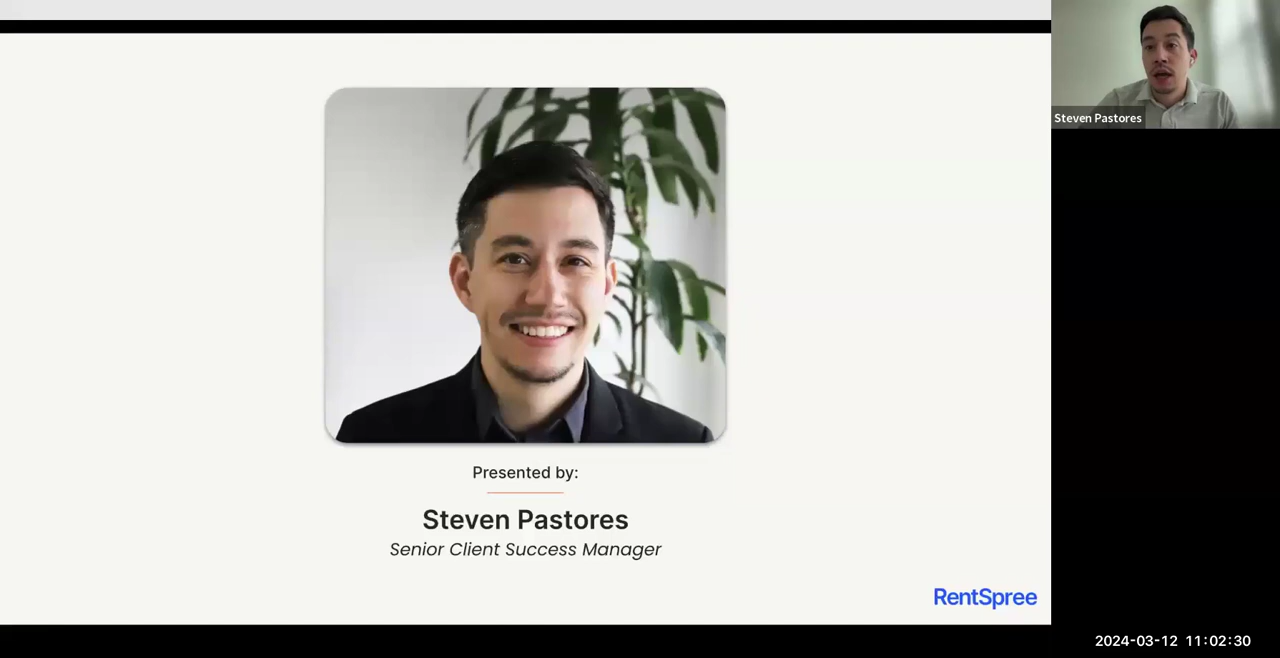 Steven Pastores
Presented by:
Steven Pastores
Senior Client Success Manager
RentSpree
2024-03-12 11:02:30